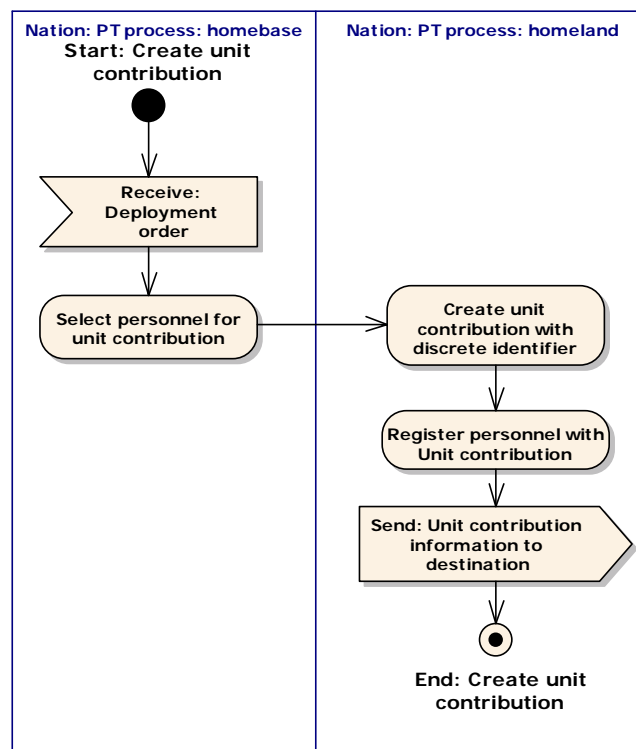 Nation: PT process: homebase
Start: Create unit
contribution
Receive:
Deployment
order
Select personnel for
unit contribution
Nation: PT process: homeland
Create unit
contribution with
discrete identifier
Register personnel with
Unit contribution
Send: Unit contribution
information to
destination
End: Create unit
contribution